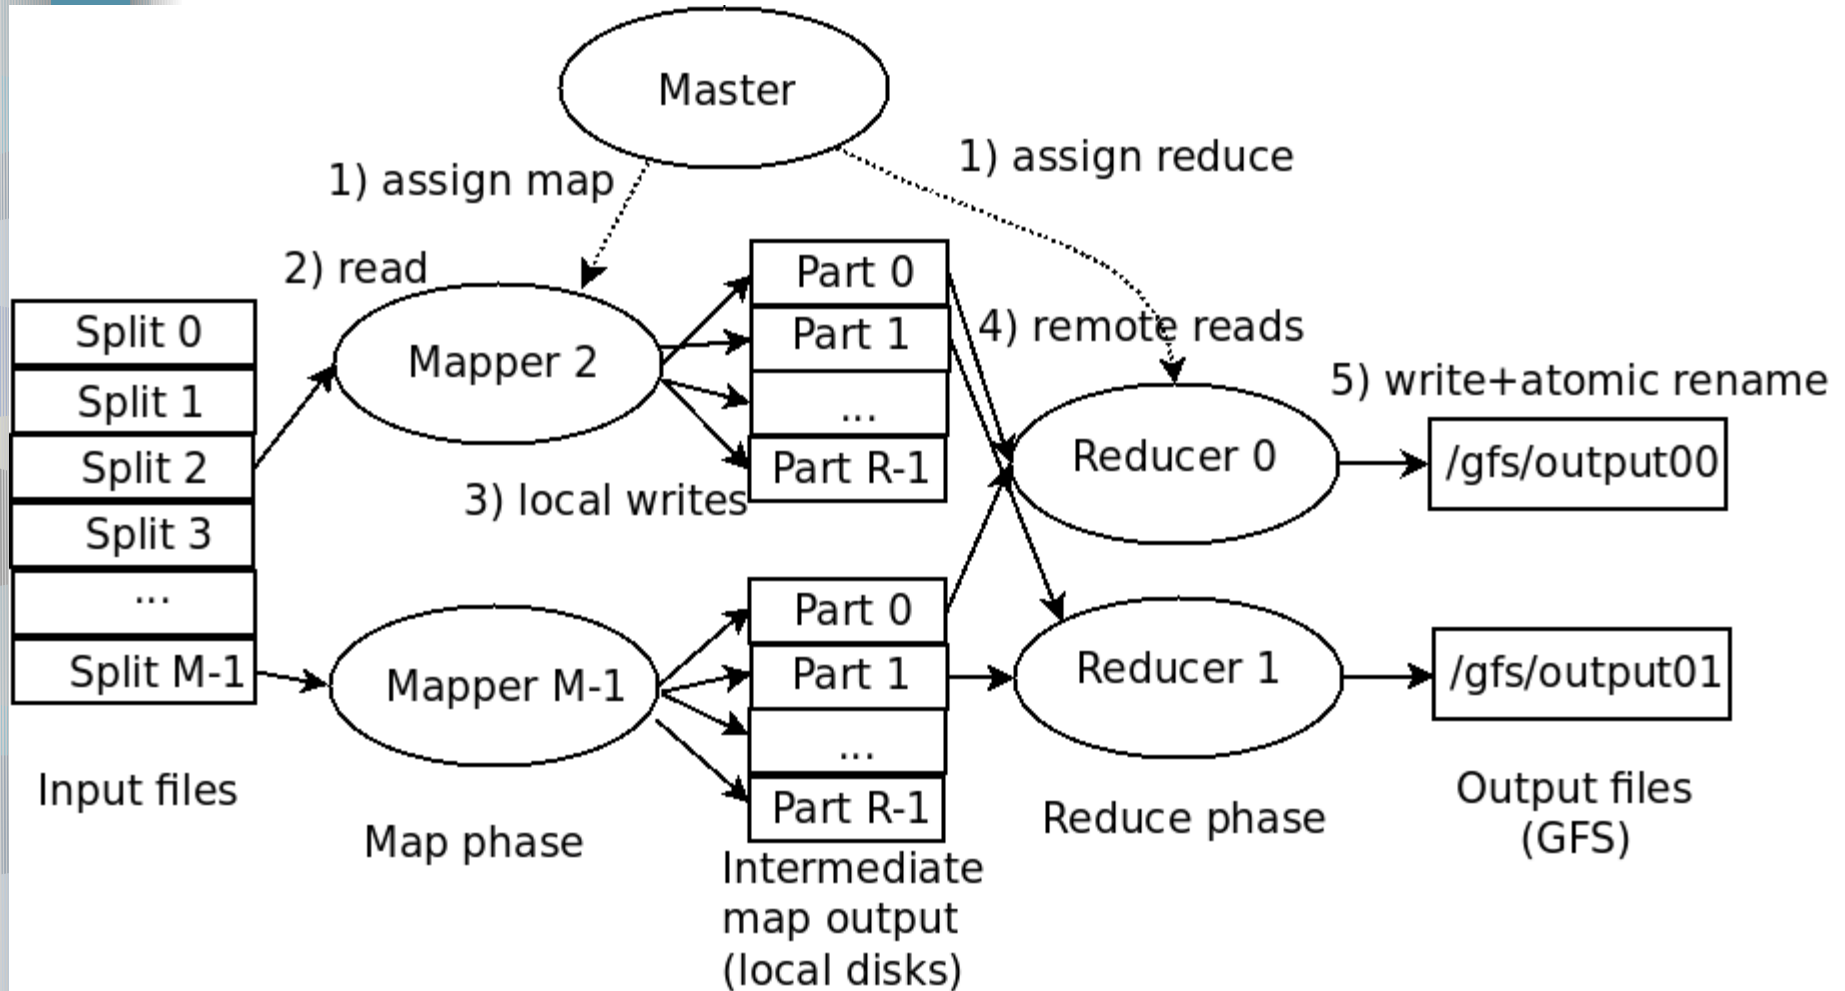 Master
1) assign map
1) assign reduce
2) read
Split 0
Split 1
Split 2
Split 3
...
Split M-1
Input files
Mapper 2
Mapper M-1
Map phase
3) local writes
Part 0
Part 1
...
Part R-1
Part 0
Part 1
...
Part R-1
Intermediate
map output
(local disks)
4) remote reads
Reducer 0
Reducer 1
Reduce phase
5) write+atomic rename
/gfs/output00
/gfs/output01
Output files
(GFS)